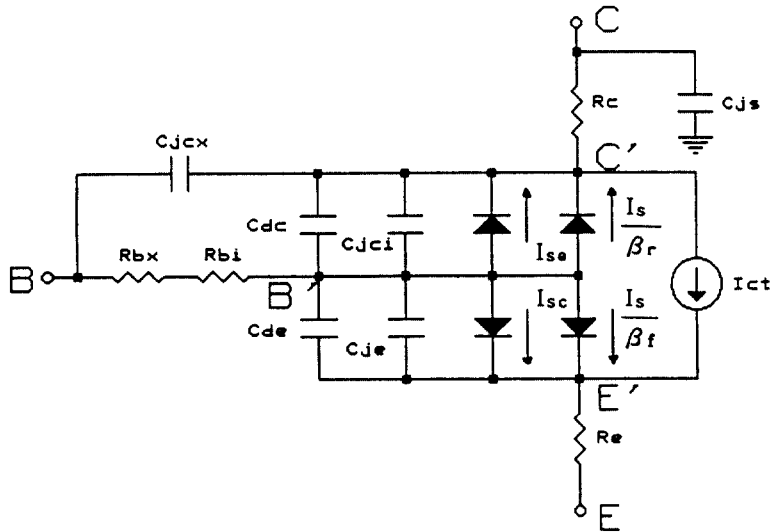 C
Rc
Cjs
Cjcx
C'
Cdc
Cjci
Ise
Is
βr
Rbx
Rbi
B
B'
Isc
Is
βf
Ict
Cde
Cje
E'
Re
E